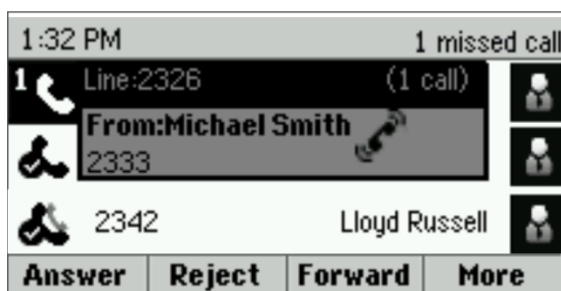 1:32 PM 1 missed call
1 Line:2326 (1 call)
From:Michael Smith
2333
2342 Lloyd Russell
Answer Reject Forward More